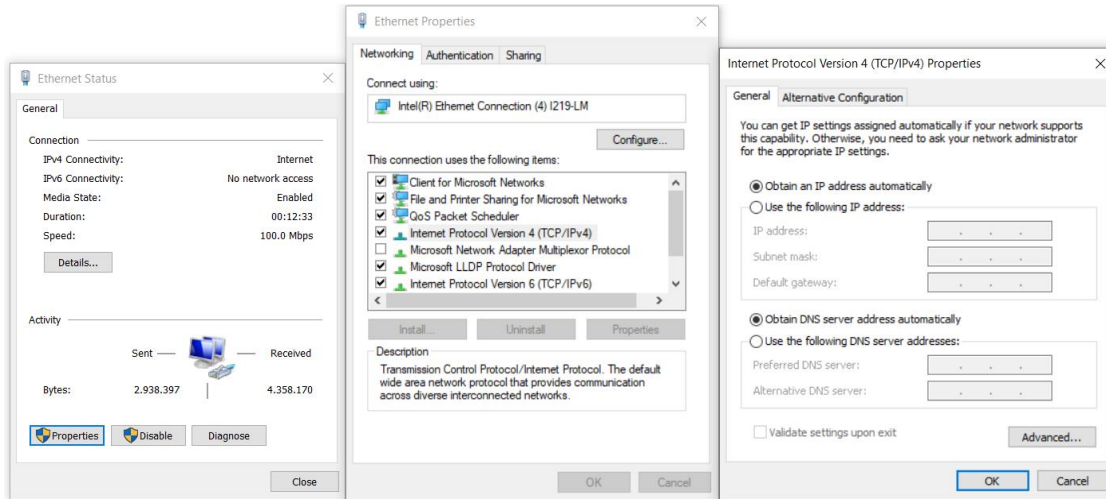 Ethernet Status
General
Connection
IPv4 Connectivity: Internet
IPv6 Connectivity: No network access
Media State: Enabled
Duration: 00:12:33
Speed: 100.0 Mbps
Details...
Activity
Sent Received
Bytes: 2.938.397 4.358.170
Properties Disable Diagnose
Close
Ethernet Properties
Networking Authentication Sharing
Connect using:
Intel(R) Ethernet Connection (4) I219-LM
Configure...
This connection uses the following items:
Client for Microsoft Networks
File and Printer Sharing for Microsoft Networks
QoS Packet Scheduler
Internet Protocol Version 4 (TCP/IPv4)
Microsoft Network Adapter Multiplexor Protocol
Microsoft LLDP Protocol Driver
Internet Protocol Version 6 (TCP/IPv6)
Install... Uninstall Properties
Description
Transmission Control Protocol/Internet Protocol. The default
wide area network protocol that provides communication
across diverse interconnected networks.
OK Cancel
Internet Protocol Version 4 (TCP/IPv4) Properties
General Alternative Configuration
You can get IP settings assigned automatically if your network supports
this capability. Otherwise, you need to ask your network administrator
for the appropriate IP settings.
Obtain an IP address automatically
Use the following IP address:
IP address:
Subnet mask:
Default gateway:
Obtain DNS server address automatically
Use the following DNS server addresses:
Preferred DNS server:
Alternative DNS server:
Validate settings upon exit
Advanced...
OK Cancel